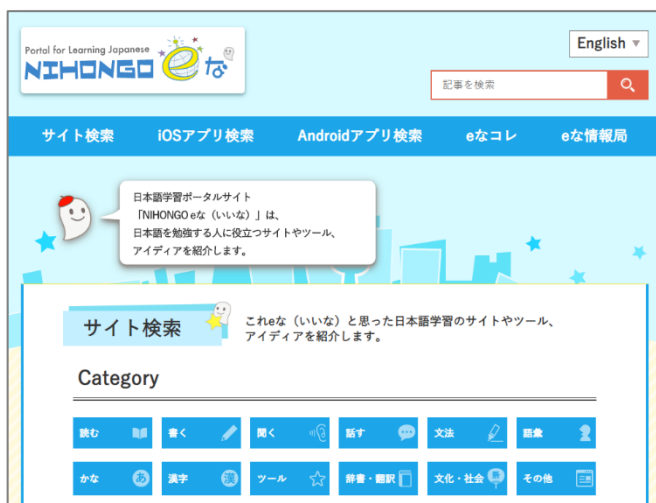 Portal for Learning Japanese
NIHONGO eな
English ▼
記事を検索
サイト検索 iOSアプリ検索 Androidアプリ検索 eなコレ eな情報局
日本語学習ポータルサイト
「NIHONGO eな（いいな）」は、
日本語を勉強する人に役立つサイトやツール、
アイディアを紹介します。
サイト検索
これeな（いいな）と思った日本語学習のサイトやツール、
アイディアを紹介します。
Category
読む 書く 聞く 話す 文法 語彙
かな あ 漢字 漢 ツール 辞書・翻訳 文化・社会 その他